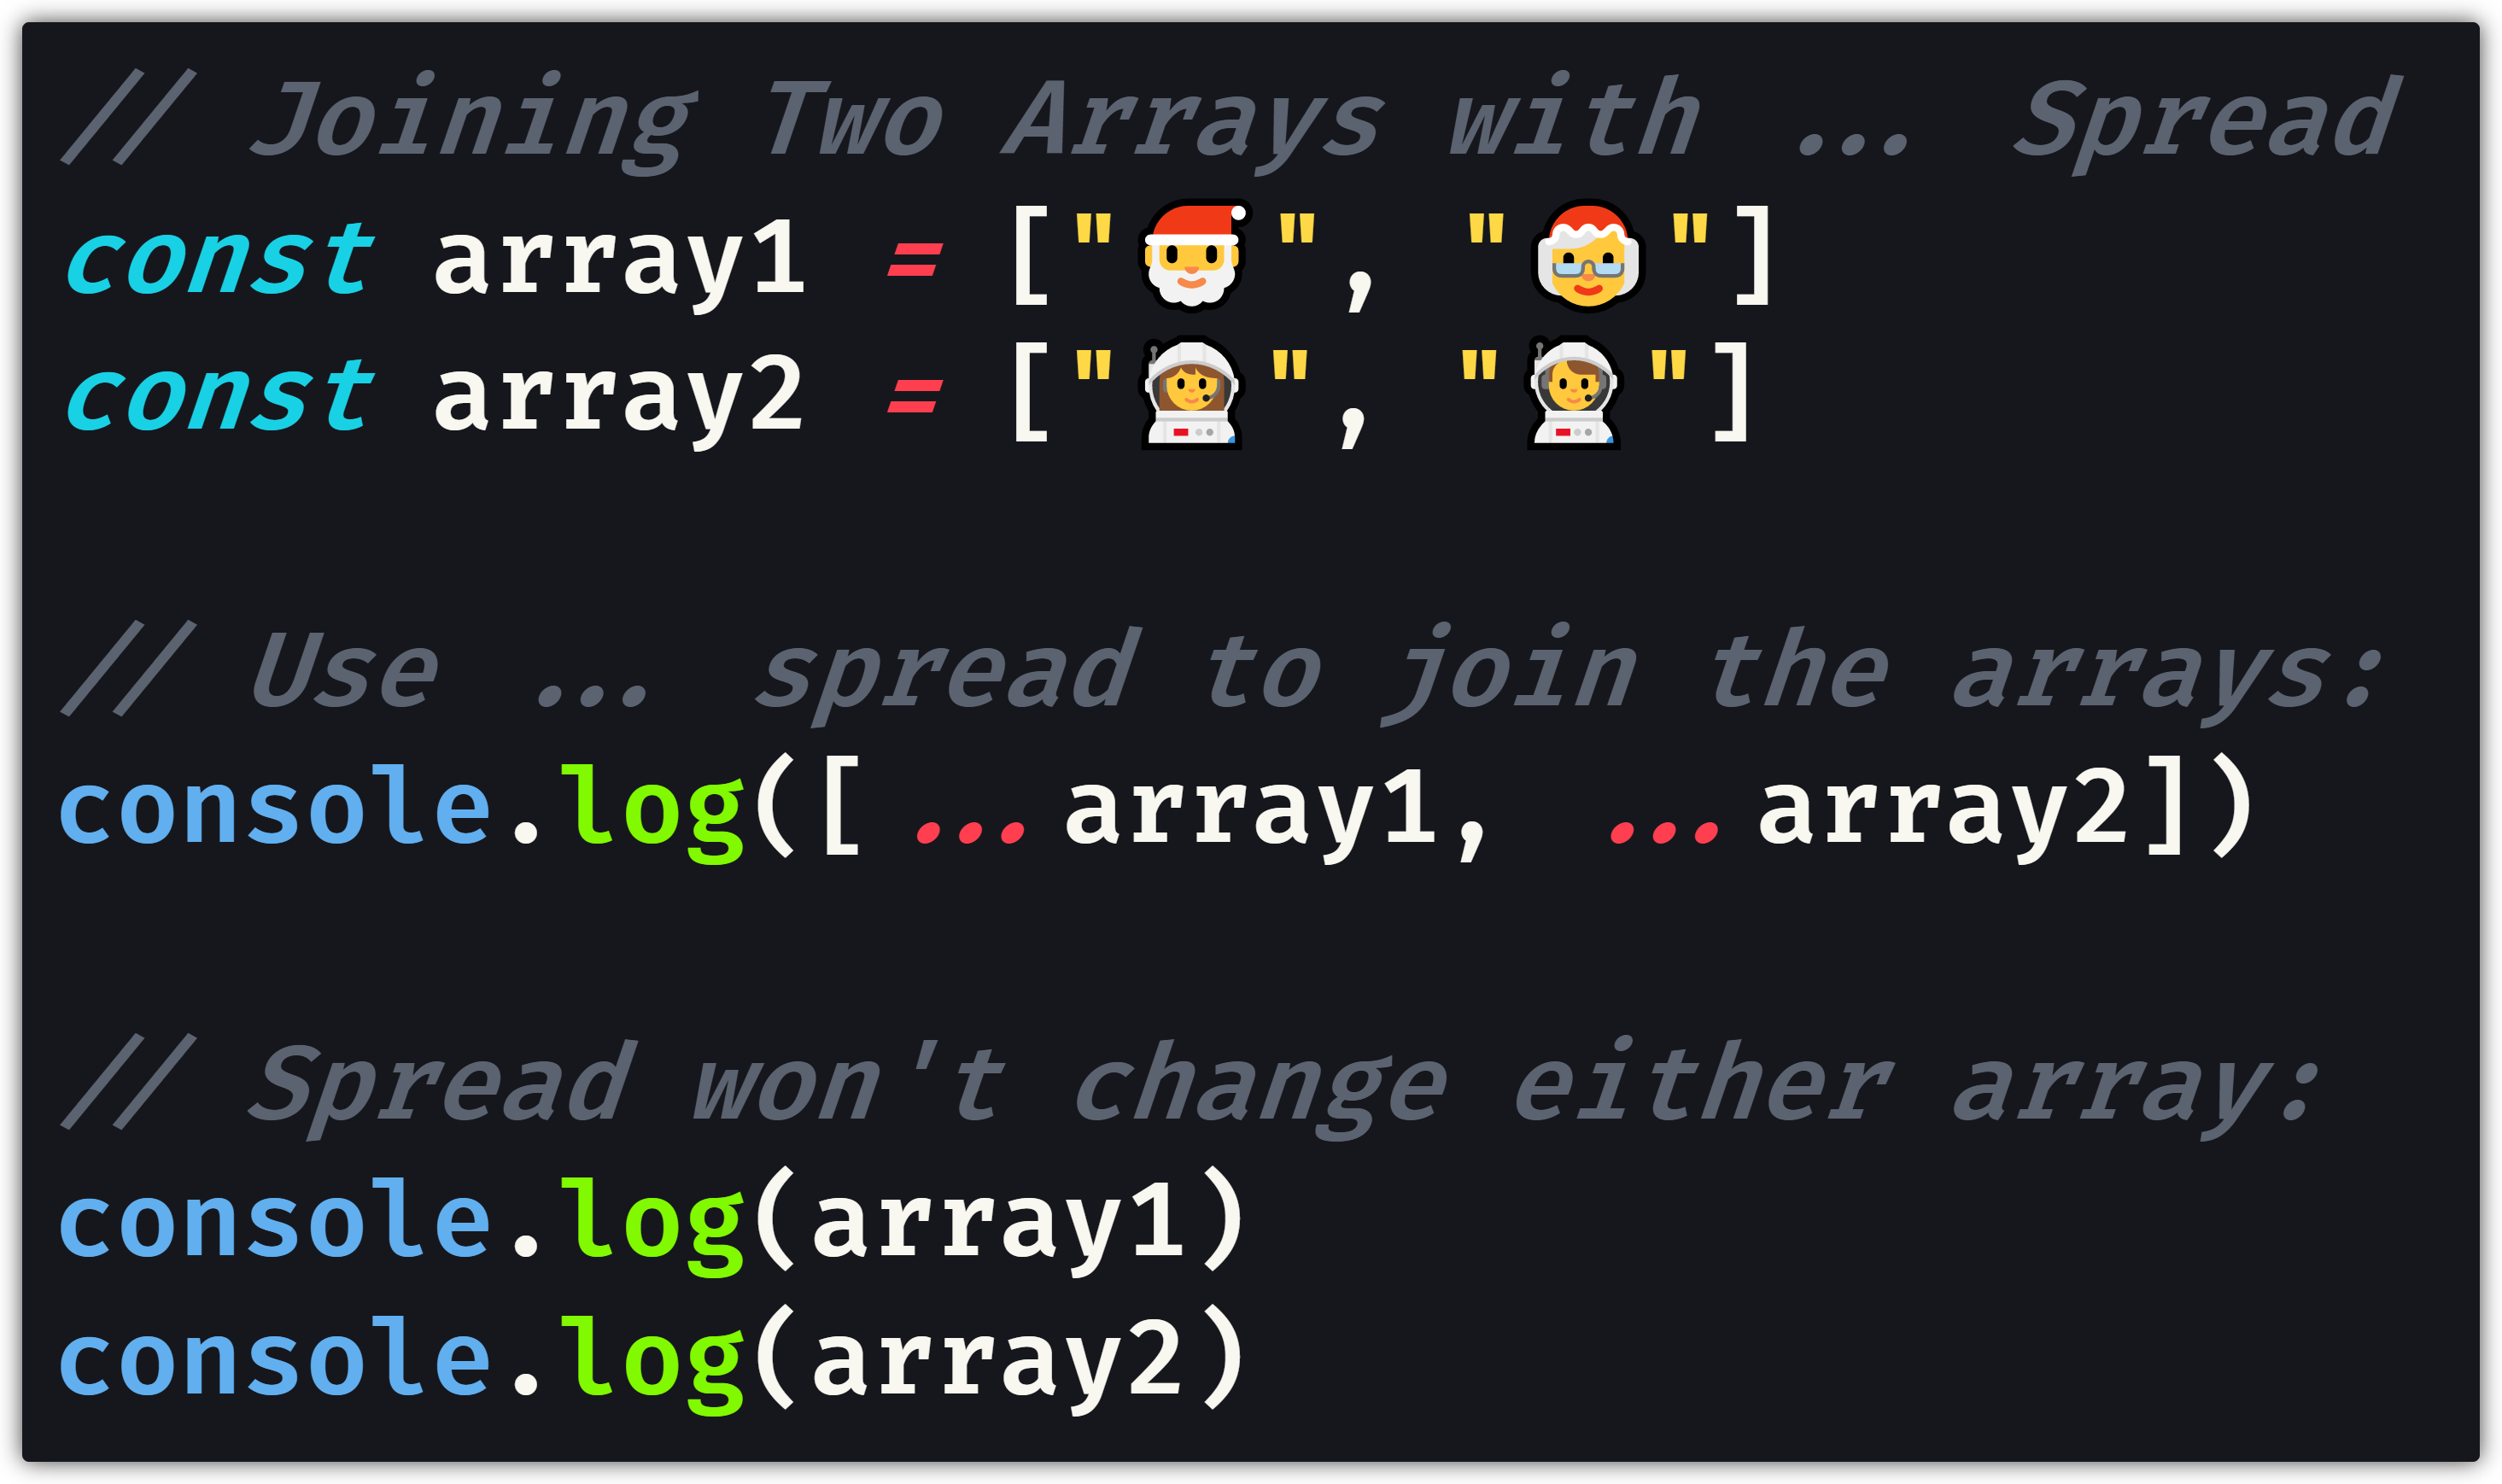 // Joining Two Arrays with ... Spread
const array1 = ["🎅", "🤶"]
const array2 = ["👩‍🚀", "👨‍🚀"]
// Use ... spread to join the arrays:
console.log([...array1, ...array2])
// Spread won't change either array:
console.log(array1)
console.log(array2)